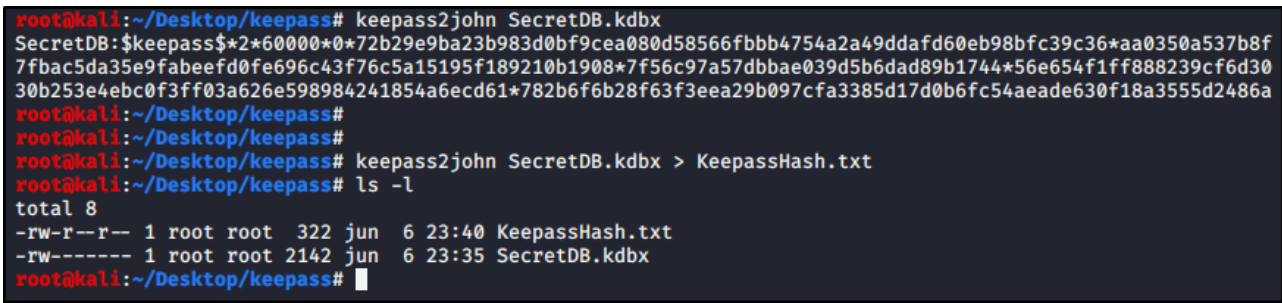 root@kali:~/Desktop/keepass# keepass2john SecretDB.kdbx
SecretDB:$keepass$*2*60000*0*72b29e9ba23b983d0bf9cea080d58566fbbb4754a2a49ddafd60eb98bfc39c36*aa0350a537b8f
7fbac5da35e9fabeefd0fe696c43f76c5a15195f189210b1908*7f56c97a57dbbae039d5b6dad89b1744*56e654f1ff888239cf6d30
30b253e4ebc0f3ff03a626e598984241854a6ecd61*782b6f6b28f63f3eea29b097cfa3385d17d0b6fc54aeade630f18a3555d2486a
root@kali:~/Desktop/keepass#
root@kali:~/Desktop/keepass#
root@kali:~/Desktop/keepass# keepass2john SecretDB.kdbx > KeepassHash.txt
root@kali:~/Desktop/keepass# ls -l
total 8
-rw-r--r-- 1 root root  322 jun  6 23:40 KeepassHash.txt
-rw------- 1 root root 2142 jun  6 23:35 SecretDB.kdbx
root@kali:~/Desktop/keepass#